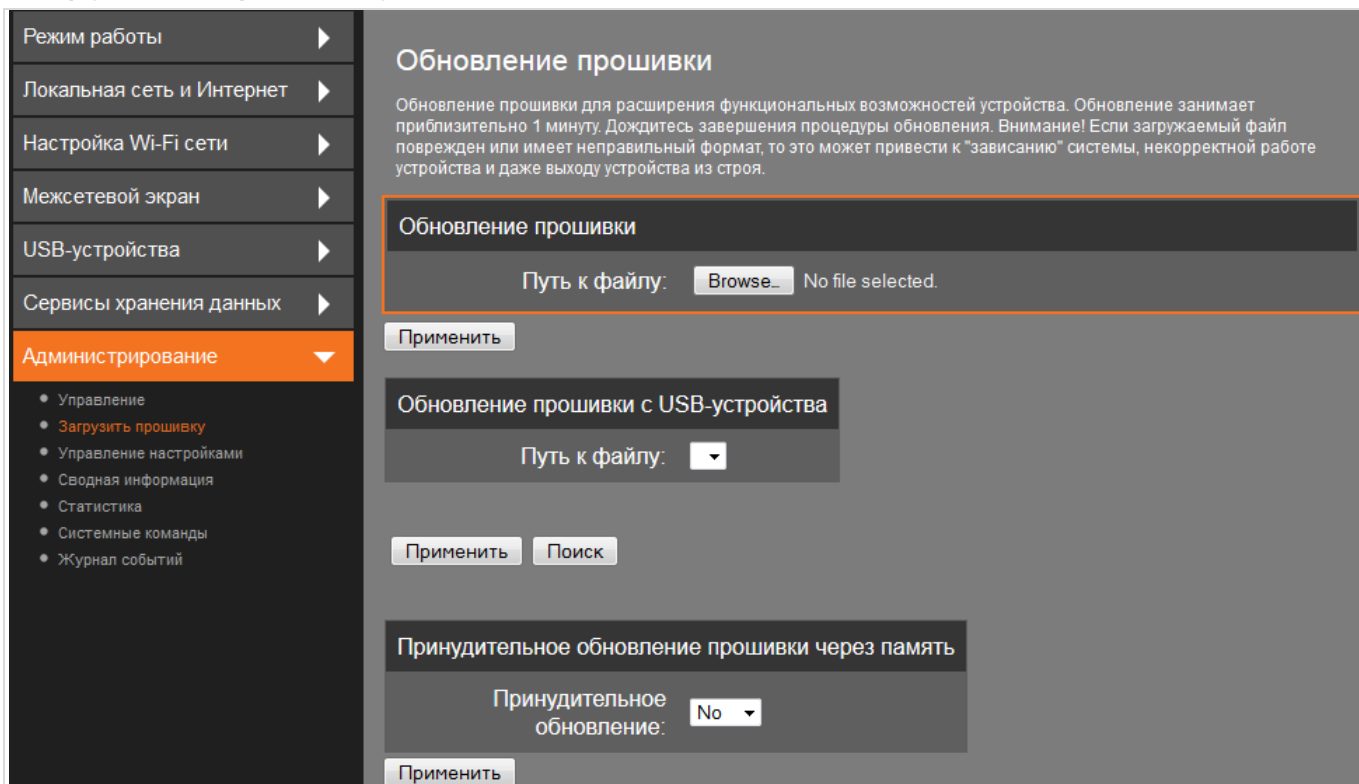 Режим работы
Локальная сеть и Интернет
Настройка Wi-Fi сети
Межсетевой экран
USB-устройства
Сервисы хранения данных
Администрирование
Управление
Загрузить прошивку
Управление настройками
Сводная информация
Статистика
Системные команды
Журнал событий
Обновление прошивки
Обновление прошивки для расширения функциональных возможностей устройства. Обновление занимает
приблизительно 1 минуту. Дождитесь завершения процедуры обновления. Внимание! Если загружаемый файл
поврежден или имеет неправильный формат, то это может привести к "зависанию" системы, некорректной работе
устройства и даже выходу устройства из строя.
Обновление прошивки
Путь к файлу: Browse… No file selected.
Применить
Обновление прошивки с USB-устройства
Путь к файлу:
Применить Поиск
Принудительное обновление прошивки через память
Принудительное
обновление: No
Применить